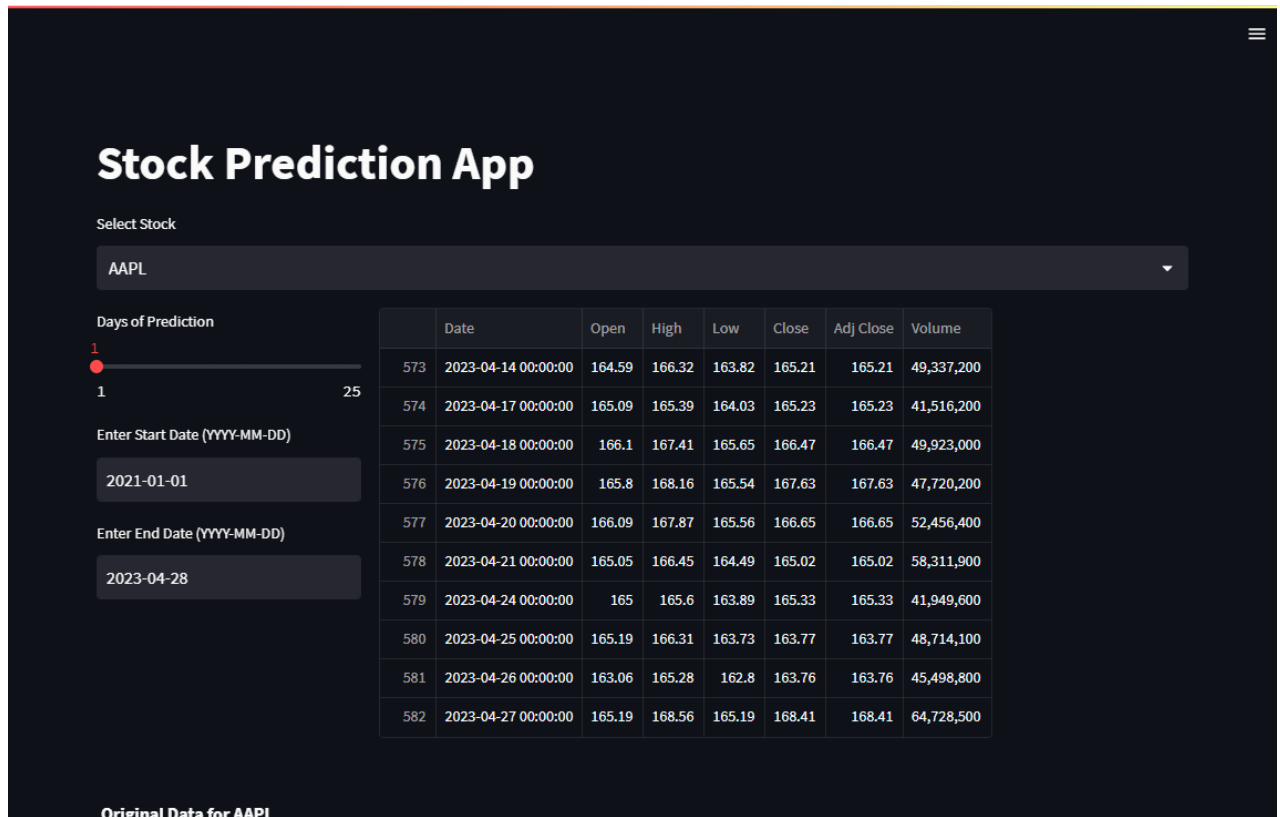 Stock Prediction App
Select Stock
AAPL
Days of Prediction
1
1 25
Enter Start Date (YYYY-MM-DD)
2021-01-01
Enter End Date (YYYY-MM-DD)
2023-04-28
Date Open High Low Close Adj Close Volume
573 2023-04-14 00:00:00 164.59 166.32 163.82 165.21 165.21 49,337,200
574 2023-04-17 00:00:00 165.09 165.39 164.03 165.23 165.23 41,516,200
575 2023-04-18 00:00:00 166.1 167.41 165.65 166.47 166.47 49,923,000
576 2023-04-19 00:00:00 165.8 168.16 165.54 167.63 167.63 47,720,200
577 2023-04-20 00:00:00 166.09 167.87 165.56 166.65 166.65 52,456,400
578 2023-04-21 00:00:00 165.05 166.45 164.49 165.02 165.02 58,311,900
579 2023-04-24 00:00:00 165 165.6 163.89 165.33 165.33 41,949,600
580 2023-04-25 00:00:00 165.19 166.31 163.73 163.77 163.77 48,714,100
581 2023-04-26 00:00:00 163.06 165.28 162.8 163.76 163.76 45,498,800
582 2023-04-27 00:00:00 165.19 168.56 165.19 168.41 168.41 64,728,500
Original Data for AAPL